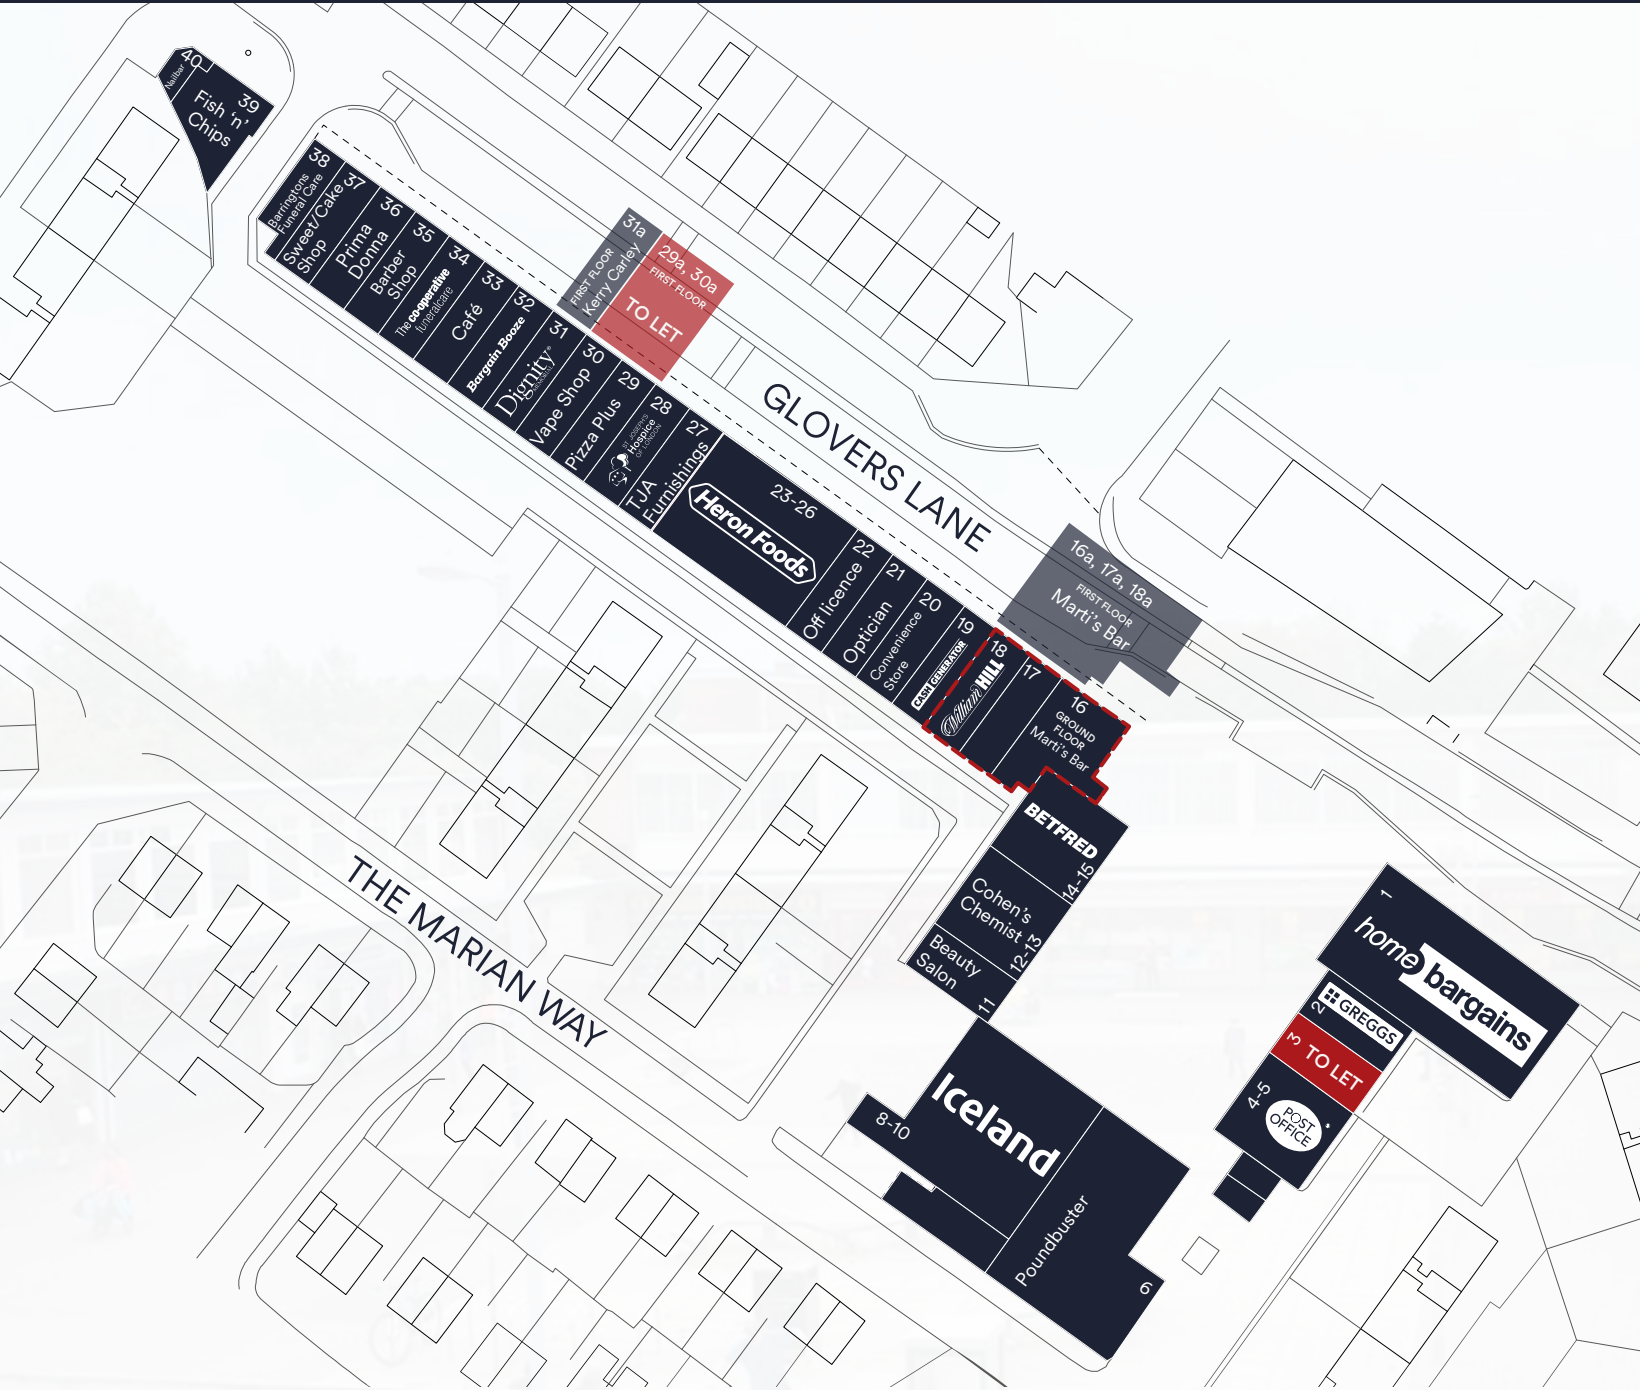 40
Nailbar
39
Fish 'n'
Chips
38
Barringtons
Funeral Care
37
Sweet/Cake
Shop
36
Prima
Donna
35
Barber
Shop
34
The co-operative
funeralcare
33
Café
32
Bargain Booze
31
Dignity
MEMORIAL
30
Vape Shop
29
Pizza Plus
28
ST JOSEPH'S
Hospice
OF LONDON
27
TJA
Furnishings
31a
FIRST FLOOR
Kerry Carley
29a, 30a
FIRST FLOOR
TO LET
GLOVERS LANE
23-26
Heron Foods
22
Off licence
21
Optician
20
Convenience
Store
19
CASH GENERATOR
18
William HILL
17
16
GROUND
FLOOR
Marti's Bar
16a, 17a, 18a
FIRST FLOOR
Marti's Bar
BETFRED
14-15
Cohen's
Chemist
12-13
Beauty
Salon
11
THE MARIAN WAY
Iceland
8-10
Poundbuster
6
1
home bargains
2
GREGGS
3
TO LET
4-5
POST
OFFICE